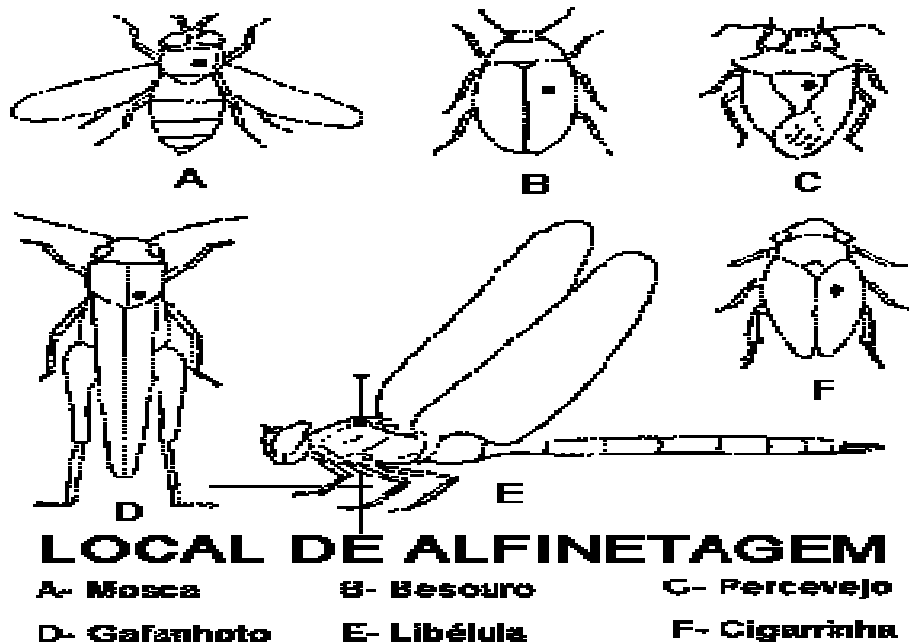 A
B
C
D
E
F
LOCAL DE ALFINETAGEM
A- Mosca B- Besouro C- Percevejo
D- Gafanhoto E- Libélula F- Cigarrinha